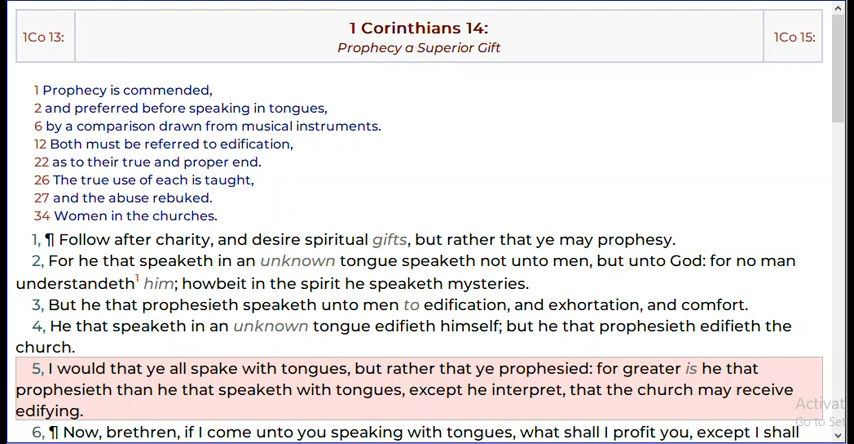 1Co 13:
1 Corinthians 14:
Prophecy a Superior Gift
1Co 15:
1 Prophecy is commended,
2 and preferred before speaking in tongues,
6 by a comparison drawn from musical instruments.
12 Both must be referred to edification,
22 as to their true and proper end.
26 The true use of each is taught,
27 and the abuse rebuked.
34 Women in the churches.
1, ¶ Follow after charity, and desire spiritual gifts, but rather that ye may prophesy.
2, For he that speaketh in an unknown tongue speaketh not unto men, but unto God: for no man
understandeth1 him; howbeit in the spirit he speaketh mysteries.
3, But he that prophesieth speaketh unto men to edification, and exhortation, and comfort.
4, He that speaketh in an unknown tongue edifieth himself; but he that prophesieth edifieth the
church.
5, I would that ye all spake with tongues, but rather that ye prophesied: for greater is he that
prophesieth than he that speaketh with tongues, except he interpret, that the church may receive
edifying.
Activat
Go to Set
6, ¶ Now, brethren, if I come unto you speaking with tongues, what shall I profit you, except I shall